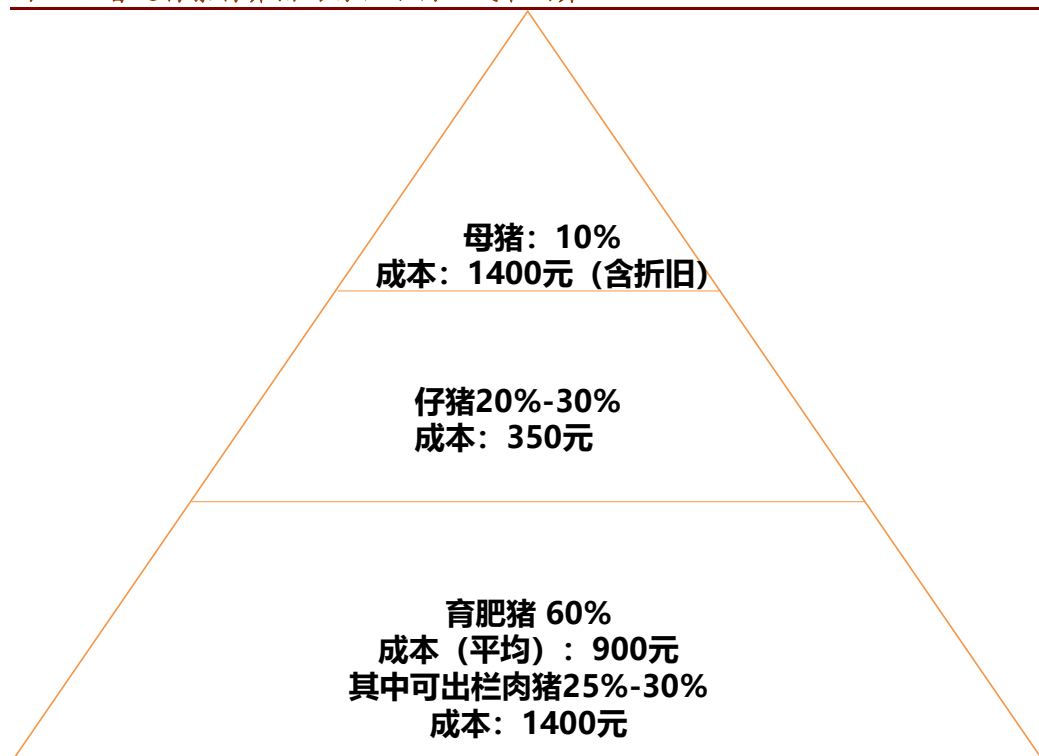 母猪：10%
成本：1400元（含折旧）
仔猪20%-30%
成本：350元
育肥猪 60%
成本（平均）：900元
其中可出栏肉猪25%-30%
成本：1400元